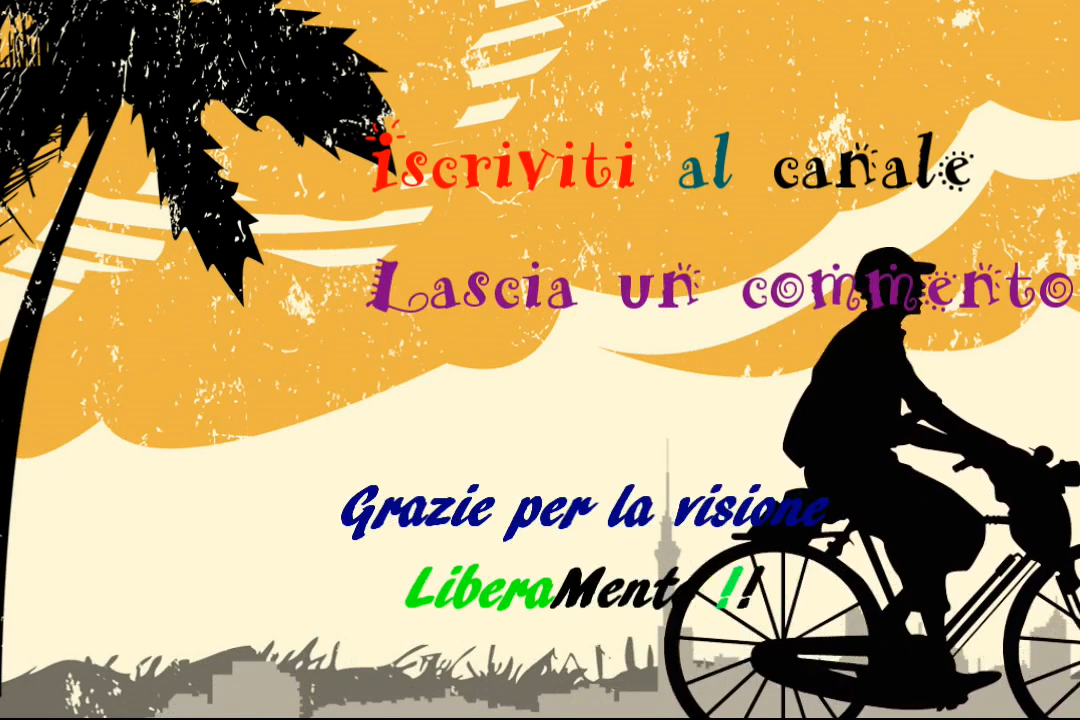 Iscriviti al canale
Lascia un commento
Grazie per la visione
LiberaMente !!